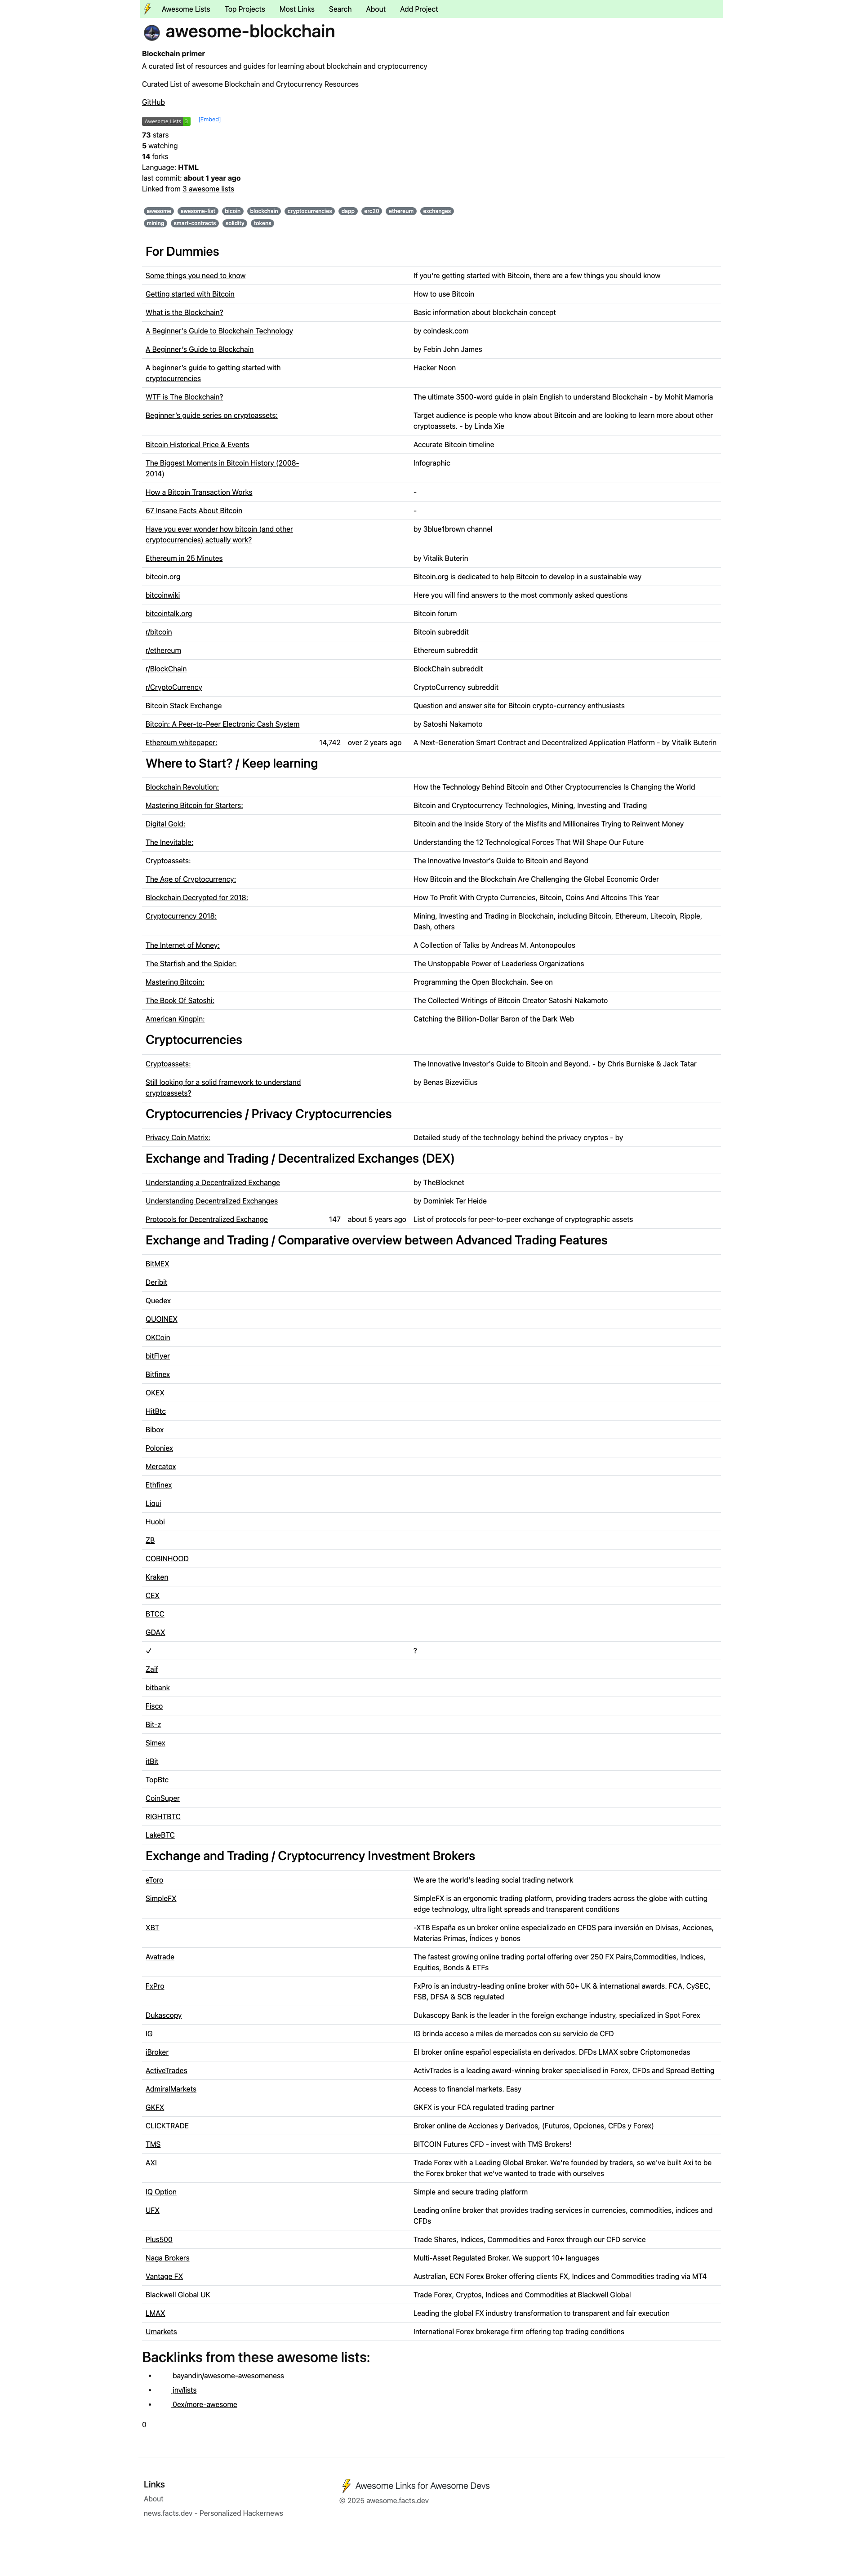 Awesome Lists Top Projects Most Links Search About Add Project
awesome-blockchain
Blockchain primer
A curated list of resources and guides for learning about blockchain and cryptocurrency
Curated List of awesome Blockchain and Crytocurrency Resources
GitHub
Awesome Lists 3 [Embed]
73 stars
5 watching
14 forks
Language: HTML
last commit: about 1 year ago
Linked from 3 awesome lists
awesome awesome-list bicoin blockchain cryptocurrencies dapp erc20 ethereum exchanges
mining smart-contracts solidity tokens
For Dummies
Some things you need to know If you're getting started with Bitcoin, there are a few things you should know
Getting started with Bitcoin How to use Bitcoin
What is the Blockchain? Basic information about blockchain concept
A Beginner's Guide to Blockchain Technology by coindesk.com
A Beginner's Guide to Blockchain by Febin John James
A beginner's guide to getting started with Hacker Noon
cryptocurrencies
WTF is The Blockchain? The ultimate 3500-word guide in plain English to understand Blockchain - by Mohit Mamoria
Beginner's guide series on cryptoassets: Target audience is people who know about Bitcoin and are looking to learn more about other
cryptoassets. - by Linda Xie
Bitcoin Historical Price & Events Accurate Bitcoin timeline
The Biggest Moments in Bitcoin History (2008- Infographic
2014)
How a Bitcoin Transaction Works -
67 Insane Facts About Bitcoin -
Have you ever wonder how bitcoin (and other by 3blue1brown channel
cryptocurrencies) actually work?
Ethereum in 25 Minutes by Vitalik Buterin
bitcoin.org Bitcoin.org is dedicated to help Bitcoin to develop in a sustainable way
bitcoinwiki Here you will find answers to the most commonly asked questions
bitcointalk.org Bitcoin forum
r/bitcoin Bitcoin subreddit
r/ethereum Ethereum subreddit
r/BlockChain BlockChain subreddit
r/CryptoCurrency CryptoCurrency subreddit
Bitcoin Stack Exchange Question and answer site for Bitcoin crypto-currency enthusiasts
Bitcoin: A Peer-to-Peer Electronic Cash System by Satoshi Nakamoto
Ethereum whitepaper: 14,742 over 2 years ago A Next-Generation Smart Contract and Decentralized Application Platform - by Vitalik Buterin
Where to Start? / Keep learning
Blockchain Revolution: How the Technology Behind Bitcoin and Other Cryptocurrencies Is Changing the World
Mastering Bitcoin for Starters: Bitcoin and Cryptocurrency Technologies, Mining, Investing and Trading
Digital Gold: Bitcoin and the Inside Story of the Misfits and Millionaires Trying to Reinvent Money
The Inevitable: Understanding the 12 Technological Forces That Will Shape Our Future
Cryptoassets: The Innovative Investor's Guide to Bitcoin and Beyond
The Age of Cryptocurrency: How Bitcoin and the Blockchain Are Challenging the Global Economic Order
Blockchain Decrypted for 2018: How To Profit With Crypto Currencies, Bitcoin, Coins And Altcoins This Year
Cryptocurrency 2018: Mining, Investing and Trading in Blockchain, including Bitcoin, Ethereum, Litecoin, Ripple,
Dash, others
The Internet of Money: A Collection of Talks by Andreas M. Antonopoulos
The Starfish and the Spider: The Unstoppable Power of Leaderless Organizations
Mastering Bitcoin: Programming the Open Blockchain. See on
The Book Of Satoshi: The Collected Writings of Bitcoin Creator Satoshi Nakamoto
American Kingpin: Catching the Billion-Dollar Baron of the Dark Web
Cryptocurrencies
Cryptoassets: The Innovative Investor's Guide to Bitcoin and Beyond. - by Chris Burniske & Jack Tatar
Still looking for a solid framework to understand by Benas Bizevičius
cryptoassets?
Cryptocurrencies / Privacy Cryptocurrencies
Privacy Coin Matrix: Detailed study of the technology behind the privacy cryptos - by
Exchange and Trading / Decentralized Exchanges (DEX)
Understanding a Decentralized Exchange by TheBlocknet
Understanding Decentralized Exchanges by Dominiek Ter Heide
Protocols for Decentralized Exchange 147 about 5 years ago List of protocols for peer-to-peer exchange of cryptographic assets
Exchange and Trading / Comparative overview between Advanced Trading Features
BitMEX
Deribit
Quedex
QUOINEX
OKCoin
bitFlyer
Bitfinex
OKEX
HitBtc
Bibox
Poloniex
Mercatox
Ethfinex
Liqui
Huobi
ZB
COBINHOOD
Kraken
CEX
BTCC
GDAX
✓ ?
Zaif
bitbank
Fisco
Bit-z
Simex
itBit
TopBtc
CoinSuper
RIGHTBTC
LakeBTC
Exchange and Trading / Cryptocurrency Investment Brokers
eToro We are the world's leading social trading network
SimpleFX SimpleFX is an ergonomic trading platform, providing traders across the globe with cutting
edge technology, ultra light spreads and transparent conditions
XBT -XTB España es un broker online especializado en CFDS para inversión en Divisas, Acciones,
Materias Primas, Índices y bonos
Avatrade The fastest growing online trading portal offering over 250 FX Pairs,Commodities, Indices,
Equities, Bonds & ETFs
FxPro FxPro is an industry-leading online broker with 50+ UK & international awards. FCA, CySEC,
FSB, DFSA & SCB regulated
Dukascopy Dukascopy Bank is the leader in the foreign exchange industry, specialized in Spot Forex
IG IG brinda acceso a miles de mercados con su servicio de CFD
iBroker El broker online español especialista en derivados. DFDs LMAX sobre Criptomonedas
ActiveTrades ActivTrades is a leading award-winning broker specialised in Forex, CFDs and Spread Betting
AdmiralMarkets Access to financial markets. Easy
GKFX GKFX is your FCA regulated trading partner
CLICKTRADE Broker online de Acciones y Derivados, (Futuros, Opciones, CFDs y Forex)
TMS BITCOIN Futures CFD - invest with TMS Brokers!
AXI Trade Forex with a Leading Global Broker. We're founded by traders, so we've built Axi to be
the Forex broker that we've wanted to trade with ourselves
IQ Option Simple and secure trading platform
UFX Leading online broker that provides trading services in currencies, commodities, indices and
CFDs
Plus500 Trade Shares, Indices, Commodities and Forex through our CFD service
Naga Brokers Multi-Asset Regulated Broker. We support 10+ languages
Vantage FX Australian, ECN Forex Broker offering clients FX, Indices and Commodities trading via MT4
Blackwell Global UK Trade Forex, Cryptos, Indices and Commodities at Blackwell Global
LMAX Leading the global FX industry transformation to transparent and fair execution
Umarkets International Forex brokerage firm offering top trading conditions
Backlinks from these awesome lists:
• bayandin/awesome-awesomeness
• jnv/lists
• 0ex/more-awesome
0
Links
About
news.facts.dev - Personalized Hackernews
Awesome Links for Awesome Devs
© 2025 awesome.facts.dev